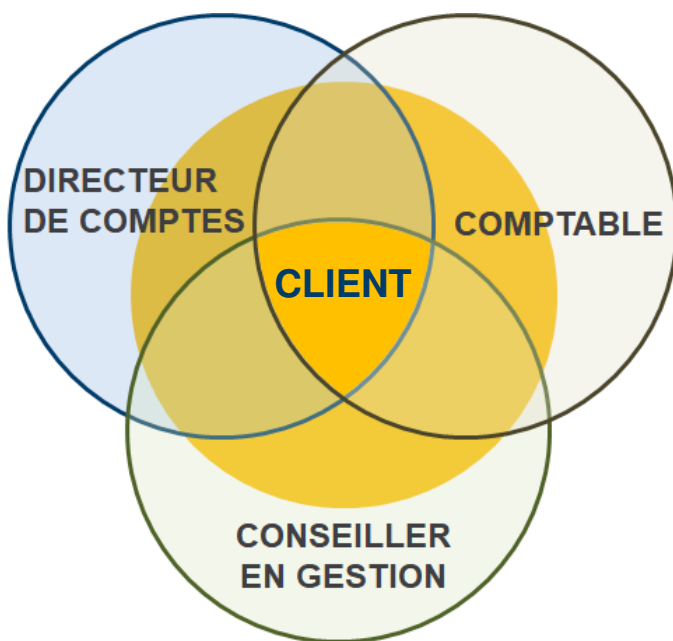 DIRECTEUR
DE COMPTES
COMPTABLE
CLIENT
CONSEILLER
EN GESTION